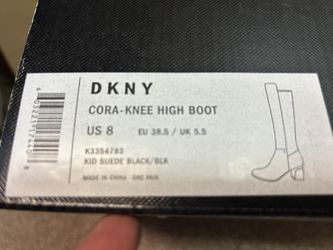 DKNY
CORA-KNEE HIGH BOOT
US 8 EU 38.5 / UK 5.5
K3354783
KID SUEDE BLACK/BLK
MADE IN CHINA ONE PAIR